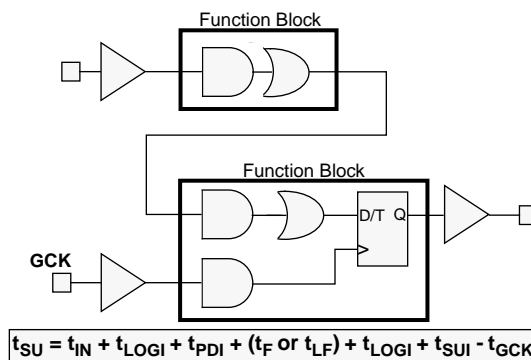 Function Block
Function Block
D/T Q
GCK
tSU = tIN + tLOGI + tPDI + (tF or tLF) + tLOGI + tSUI - tGCK